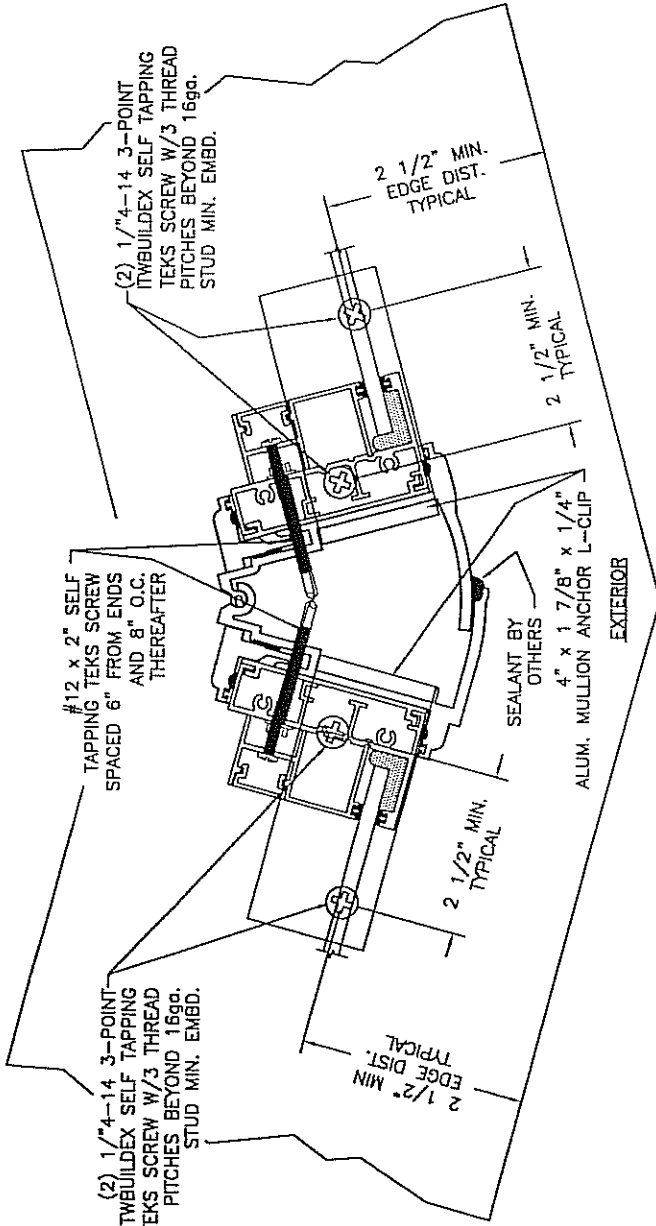 (2) 1/"4-14 3-POINT
ITWBUILDEX SELF TAPPING
TEKS SCREW W/3 THREAD
PITCHES BEYOND 16ga.
STUD MIN. EMBD.
2 1/2" MIN.
EDGE DIST.
TYPICAL
2 1/2" MIN.
TYPICAL
#12 x 2" SELF
TAPPING TEKS SCREW
SPACED 6" FROM ENDS
AND 8" O.C.
THEREAFTER
SEALANT BY
OTHERS
4" x 1 7/8" x 1/4"
ALUM. MULLION ANCHOR L-CLIP
EXTERIOR
(2) 1/"4-14 3-POINT
TWBUILDEX SELF TAPPING
TEKS SCREW W/3 THREAD
PITCHES BEYOND 16ga.
STUD MIN. EMBD.
2 1/2" MIN.
TYPICAL
2 1/2" MIN
EDGE DIST.
TYPICAL